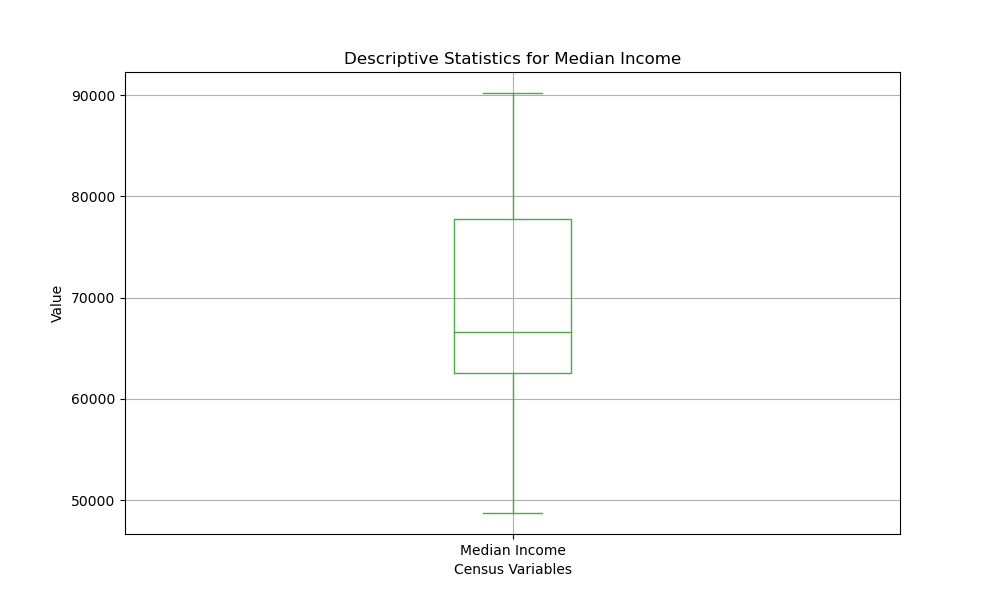 Descriptive Statistics for Median Income
90000
80000
70000
60000
50000
Value
Median Income
Census Variables